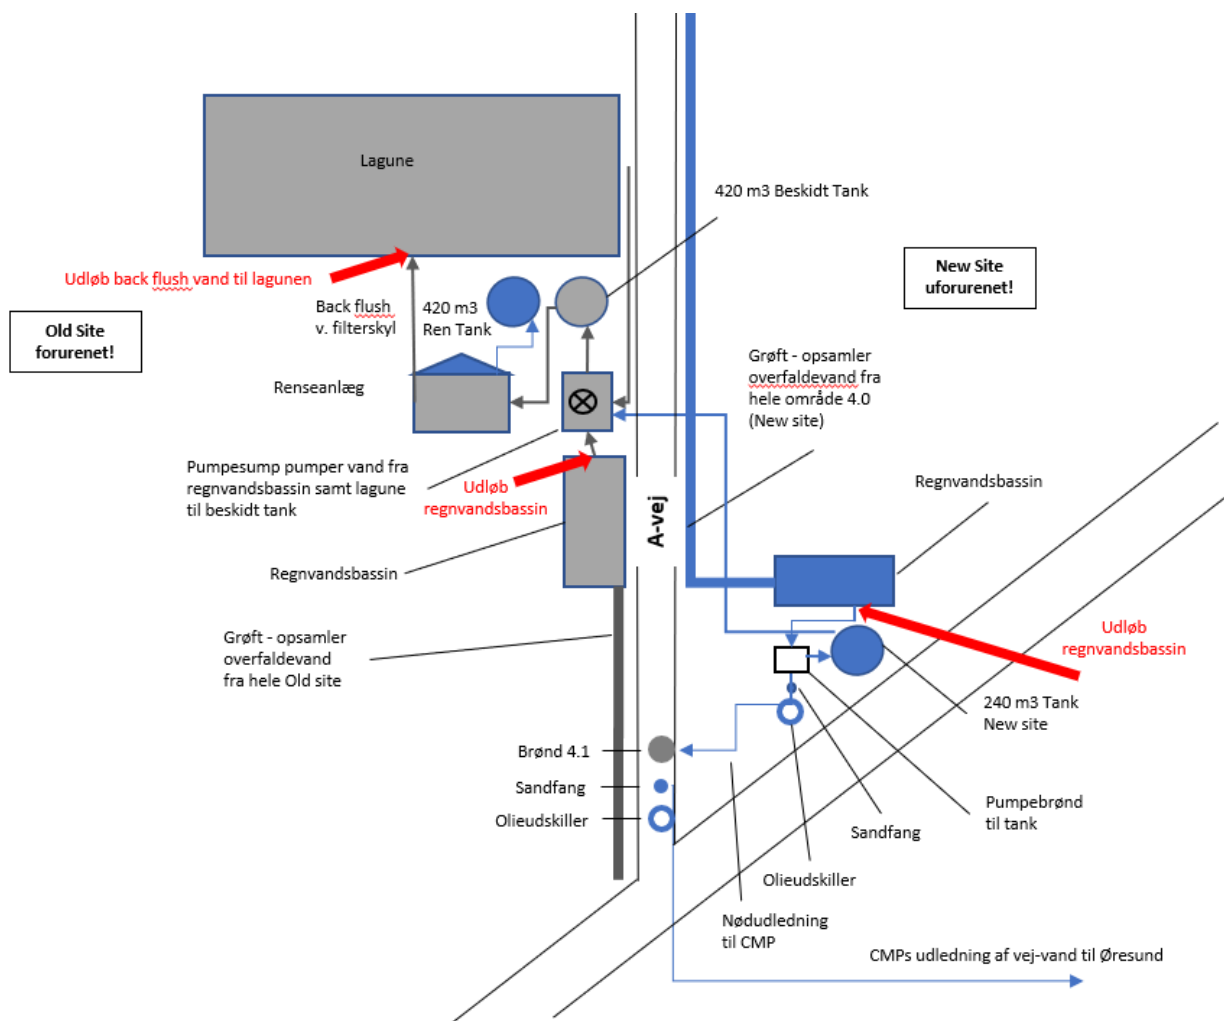 Lagune
420 m3 Beskidt Tank
Udløb back flush vand til lagunen
New Site
uforurenet!
Old Site
forurenet!
Back flush
v. filterskyl
420 m3
Ren Tank
Renseanlæg
Grøft - opsamler
overfaldevand fra
hele område 4.0
(New site)
Pumpesump pumper vand fra
regnvandsbassin samt lagune
til beskidt tank
Udløb
regnvandsbassin
A-vej
Regnvandsbassin
Regnvandsbassin
Grøft - opsamler
overfaldevand
fra hele Old site
Udløb
regnvandsbassin
240 m3 Tank
New site
Brønd 4.1
Sandfang
Olieudskiller
Pumpebrønd
til tank
Sandfang
Olieudskiller
Nødudledning
til CMP
CMPs udledning af vej-vand til Øresund